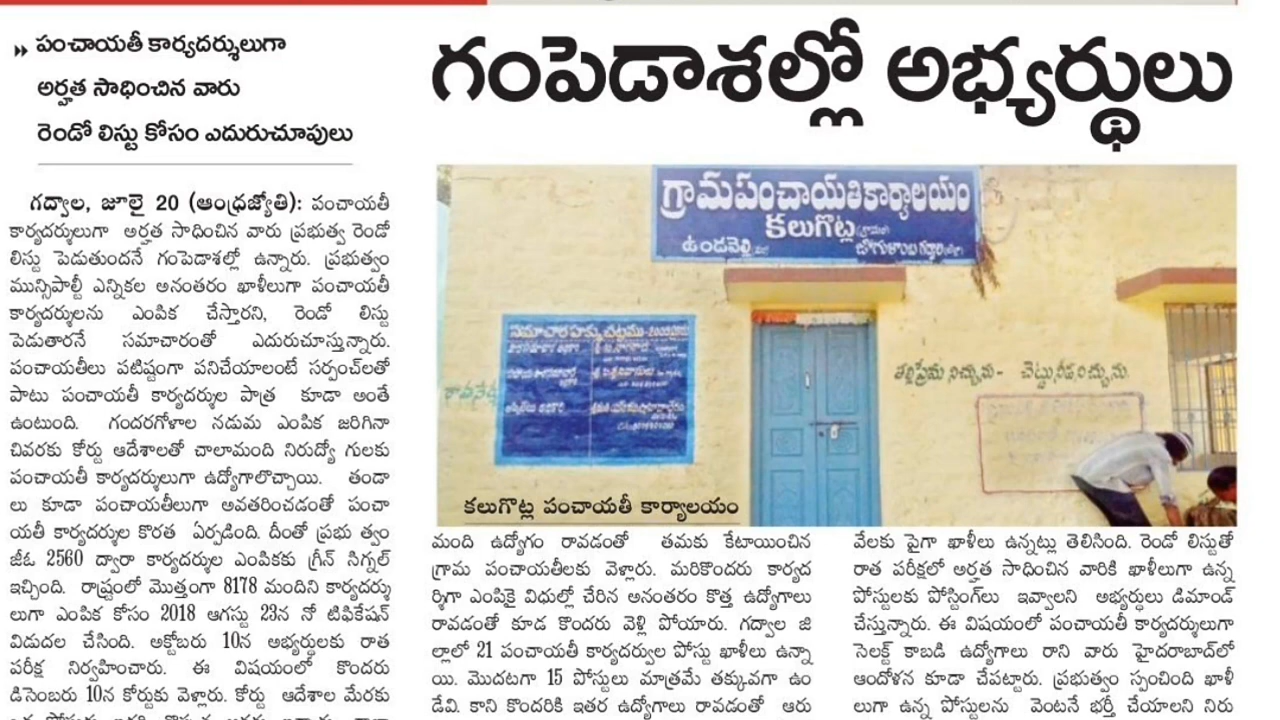 పంచాయతీ కార్యదర్శులుగా
అర్హత సాధించిన వారు
రెండో లిస్టు కోసం ఎదురుచూపులు
గంపెడాశల్లో అభ్యర్థులు
గద్వాల, జూలై 20 (ఆంధ్రజ్యోతి): పంచాయతీ
కార్యదర్శులుగా అర్హత సాధించిన వారు ప్రభుత్వ రెండో
లిస్టు పెడుతుందనే గంపెడాశల్లో ఉన్నారు. ప్రభుత్వం
మున్సిపాల్టీ ఎన్నికల అనంతరం ఖాళీలుగా పంచాయతీ
కార్యదర్శులను ఎంపిక చేస్తారని, రెండో లిస్టు
పెడుతారనే సమాచారంతో ఎదురుచూస్తున్నారు.
పంచాయతీలు పటిష్టంగా పనిచేయాలంటే సర్పంచ్‌లతో
పాటు పంచాయతీ కార్యదర్శుల పాత్ర కూడా అంతే
ఉంటుంది. గందరగోళాల నడుమ ఎంపిక జరిగినా
చివరకు కోర్టు ఆదేశాలతో చాలామంది నిరుద్యో గులకు
పంచాయతీ కార్యదర్శులుగా ఉద్యోగాలొచ్చాయి. తండా
లు కూడా పంచాయతీలుగా అవతరించడంతో పంచా
యతీ కార్యదర్శుల కొరత ఏర్పడింది. దీంతో ప్రభు త్వం
జీఓ 2560 ద్వారా కార్యదర్శుల ఎంపికకు గ్రీన్ సిగ్నల్
ఇచ్చింది. రాష్ట్రంలో మొత్తంగా 8178 మందిని కార్యదర్శు
లుగా ఎంపిక కోసం 2018 ఆగస్టు 23న నో టిఫికేషన్
విడుదల చేసింది. అక్టోబరు 10న అభ్యర్థులకు రాత
పరీక్ష నిర్వహించారు. ఈ విషయంలో కొందరు
డిసెంబరు 10న కోర్టుకు వెళ్లారు. కోర్టు ఆదేశాల మేరకు
గ్రామపంచాయతికార్యాలయం
కలుగొట్ల
ఉండవెల్లి జోగుళాంబ గద్వాల
సమాచార హక్కు చట్టము-2005
తల్లిప్రేమ నిచ్చును- చెట్టునీడ నిచ్చును.
కలుగొట్ల పంచాయతీ కార్యాలయం
మంది ఉద్యోగం రావడంతో తమకు కేటాయించిన
గ్రామ పంచాయతీలకు వెళ్లారు. మరికొందరు కార్యద
ర్శిగా ఎంపికై విధుల్లో చేరిన అనంతరం కొత్త ఉద్యోగాలు
రావడంతో కూడ కొందరు వెళ్లి పోయారు. గద్వాల జి
ల్లాలో 21 పంచాయతీ కార్యదర్శుల పోస్టు ఖాళీలు ఉన్నా
యి. మొదటగా 15 పోస్టులు మాత్రమే తక్కువగా ఉం
డేవి. కాని కొందరికి ఇతర ఉద్యోగాలు రావడంతో ఆరు
వేలకు పైగా ఖాళీలు ఉన్నట్లు తెలిసింది. రెండో లిస్టుతో
రాత పరీక్షలో అర్హత సాధించిన వారికి ఖాళీలుగా ఉన్న
పోస్టులకు పోస్టింగ్‌లు ఇవ్వాలని అభ్యర్థులు డిమాండ్
చేస్తున్నారు. ఈ విషయంలో పంచాయతీ కార్యదర్శులుగా
సెలక్ట్ కాబడి ఉద్యోగాలు రాని వారు హైదరాబాద్‌లో
ఆందోళన కూడా చేపట్టారు. ప్రభుత్వం స్పంచింది ఖాళీ
లుగా ఉన్న పోస్టులను వెంటనే భర్తీ చేయాలని నిరు